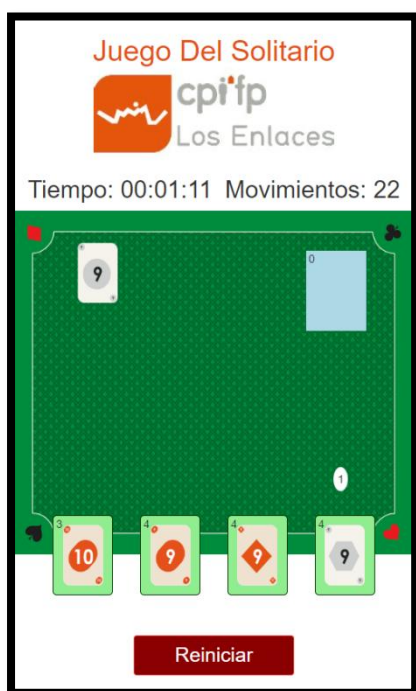 Juego Del Solitario
cpi'fp
Los Enlaces
Tiempo: 00:01:11 Movimientos: 22
9
0
1
3 4 4 4
10 9 9 9
Reiniciar